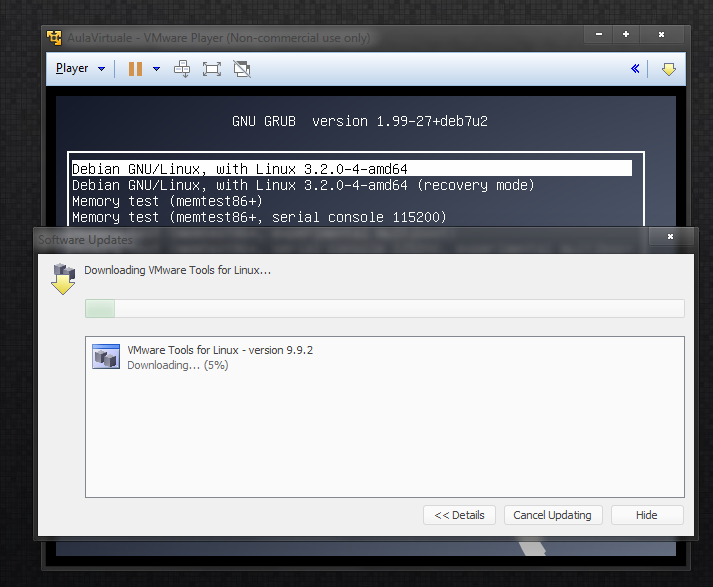 AulaVirtuale - VMware Player (Non-commercial use only)
Player
GNU GRUB version 1.99-27+deb7u2
Debian GNU/Linux, with Linux 3.2.0-4-amd64
Debian GNU/Linux, with Linux 3.2.0-4-amd64 (recovery mode)
Memory test (memtest86+)
Memory test (memtest86+, serial console 115200)
Software Updates
Downloading VMware Tools for Linux...
VMware Tools for Linux - version 9.9.2
Downloading... (5%)
<< Details
Cancel Updating
Hide